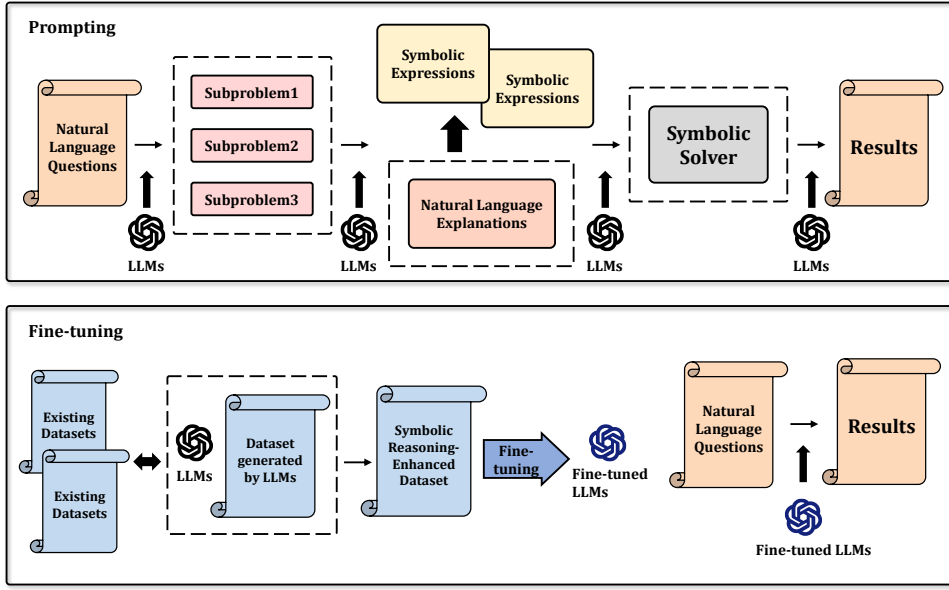 Prompting
Natural
Language
Questions
LLMs
Subproblem1
Subproblem2
Subproblem3
LLMs
Symbolic
Expressions
Symbolic
Expressions
Natural Language
Explanations
LLMs
Symbolic
Solver
LLMs
Results
Fine-tuning
Existing
Datasets
Existing
Datasets
LLMs
Dataset
generated
by LLMs
Symbolic
Reasoning-
Enhanced
Dataset
Fine-
tuning
Fine-tuned
LLMs
Natural
Language
Questions
Fine-tuned LLMs
Results